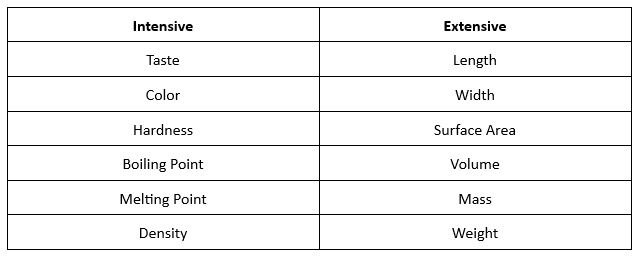 Intensive Extensive
Taste Length
Color Width
Hardness Surface Area
Boiling Point Volume
Melting Point Mass
Density Weight